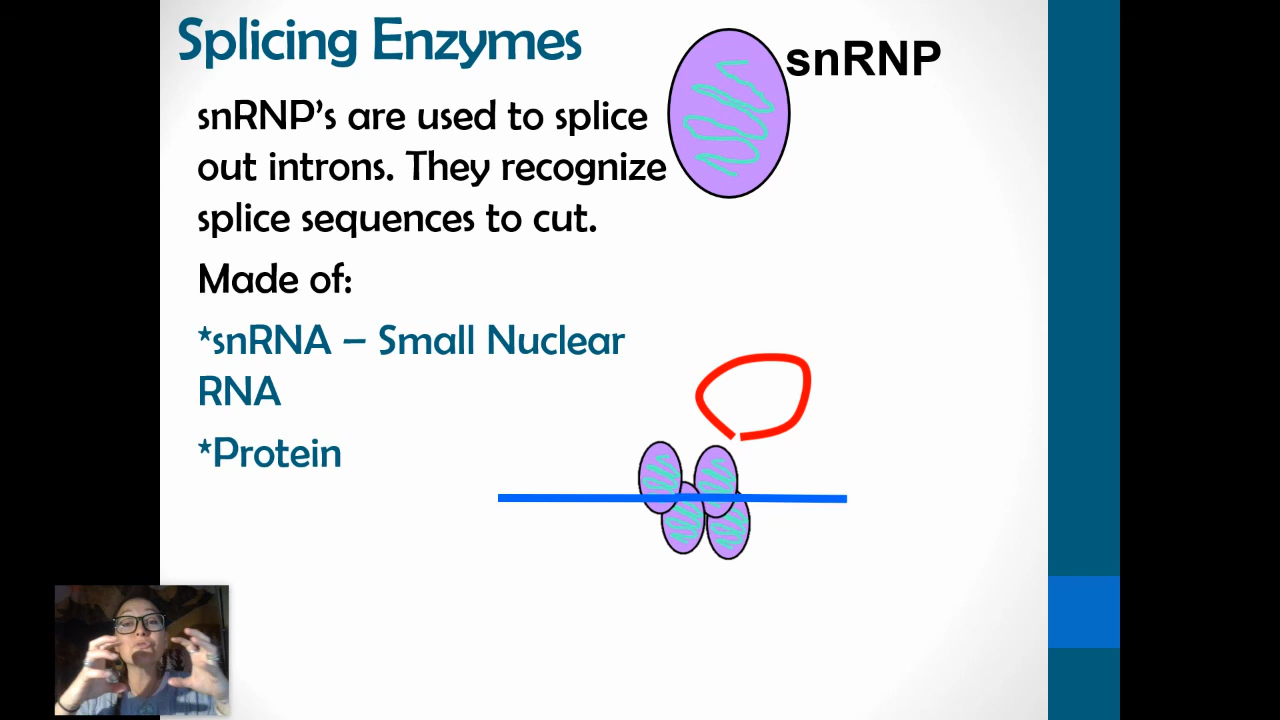 Splicing Enzymes
snRNP
snRNP’s are used to splice
out introns. They recognize
splice sequences to cut.
Made of:
*snRNA – Small Nuclear
RNA
*Protein